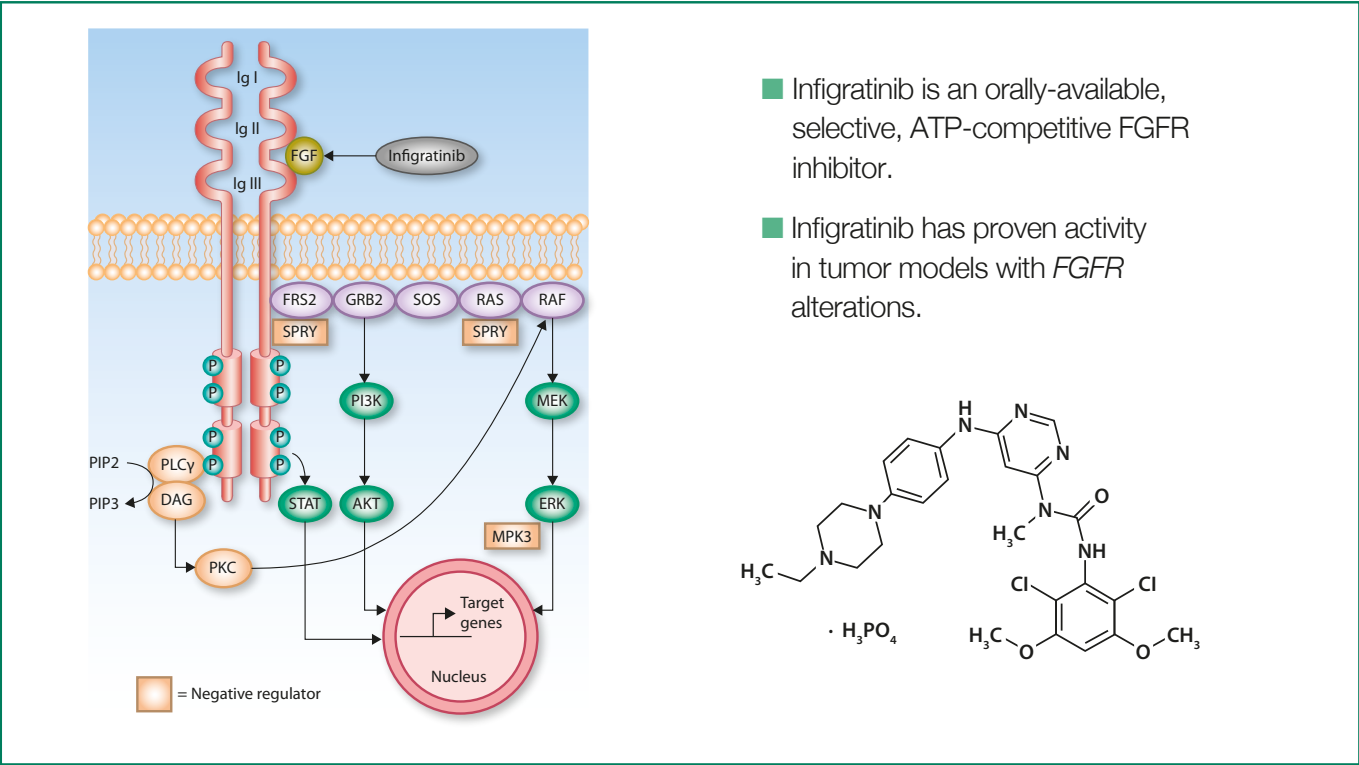 Ig I
Ig II
FGF
Infigratinib
Ig III
FRS2
GRB2
SOS
RAS
RAF
SPRY
SPRY
P
P
P
P
PI3K
MEK
P
P
PIP2
PLCγ
P
P
PIP3
DAG
STAT
AKT
ERK
MPK3
PKC
Target
genes
Nucleus
= Negative regulator
Infigratinib is an orally-available,
selective, ATP-competitive FGFR
inhibitor.
Infigratinib has proven activity
in tumor models with FGFR
alterations.
H
N
N
N
N
N
O
H₃C
NH
N
H₃C
Cl
Cl
· H₃PO₄
H₃C
O
O
CH₃